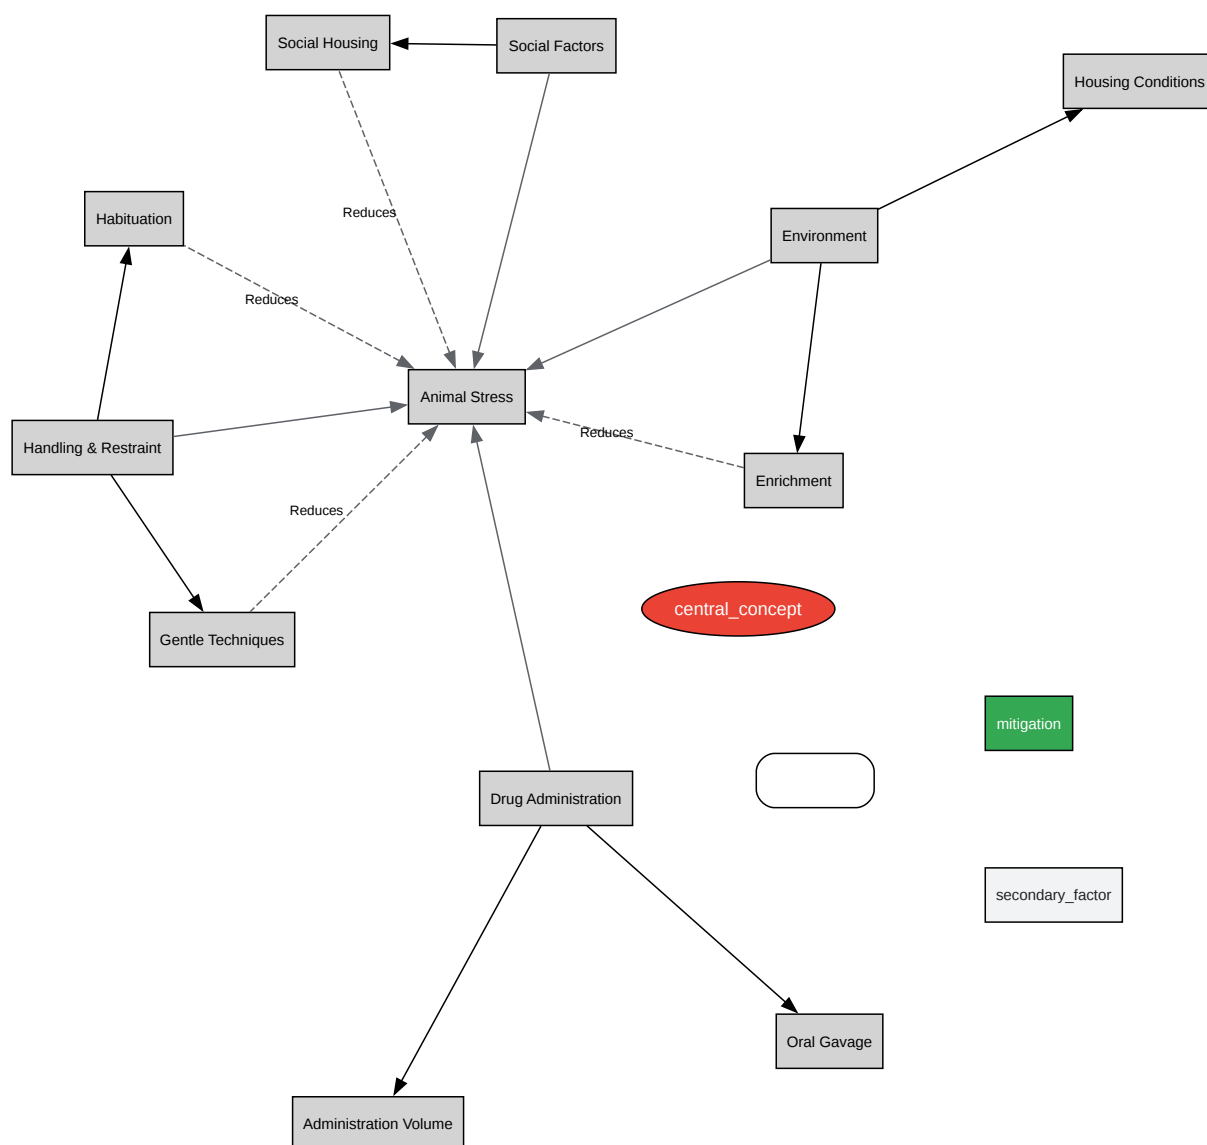 Social Housing
Social Factors
Housing Conditions
Habituation
Reduces
Environment
Reduces
Animal Stress
Reduces
Handling & Restraint
Enrichment
Reduces
central_concept
Gentle Techniques
mitigation
Drug Administration
secondary_factor
Oral Gavage
Administration Volume